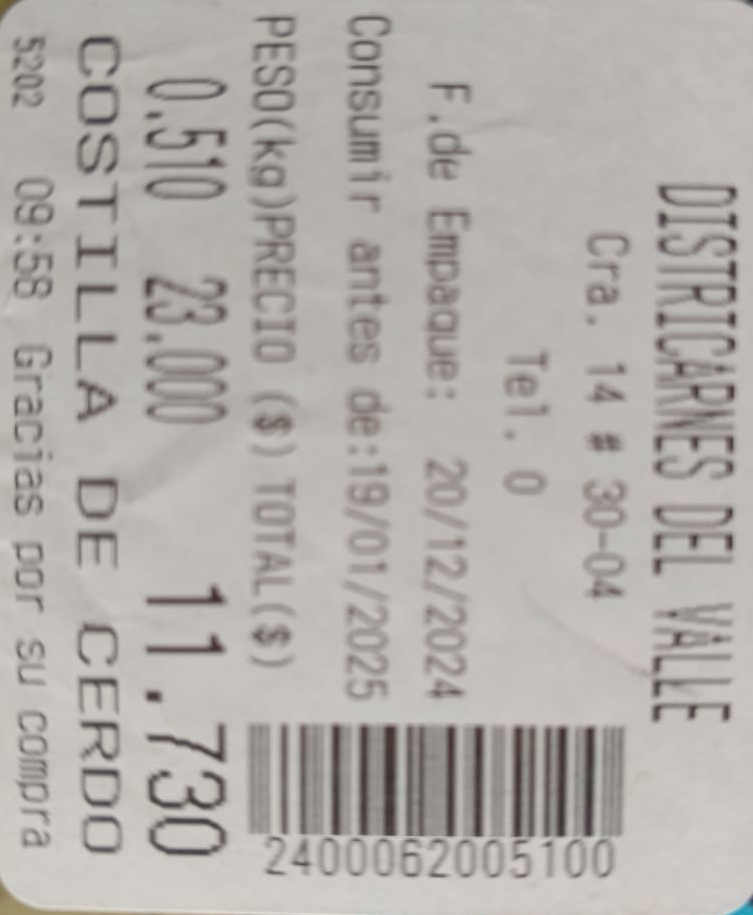 DISTRICARNES DEL VALLE
Cra. 14 # 30-04
Tel. 0
F.de Empaque: 20/12/2024
Consumir antes de:19/01/2025
PESO(kg)PRECIO ($) TOTAL($)
0.510 23.000 11.730
COSTILLA DE CERDO
5202 09:58 Gracias por su compra
2400062005100